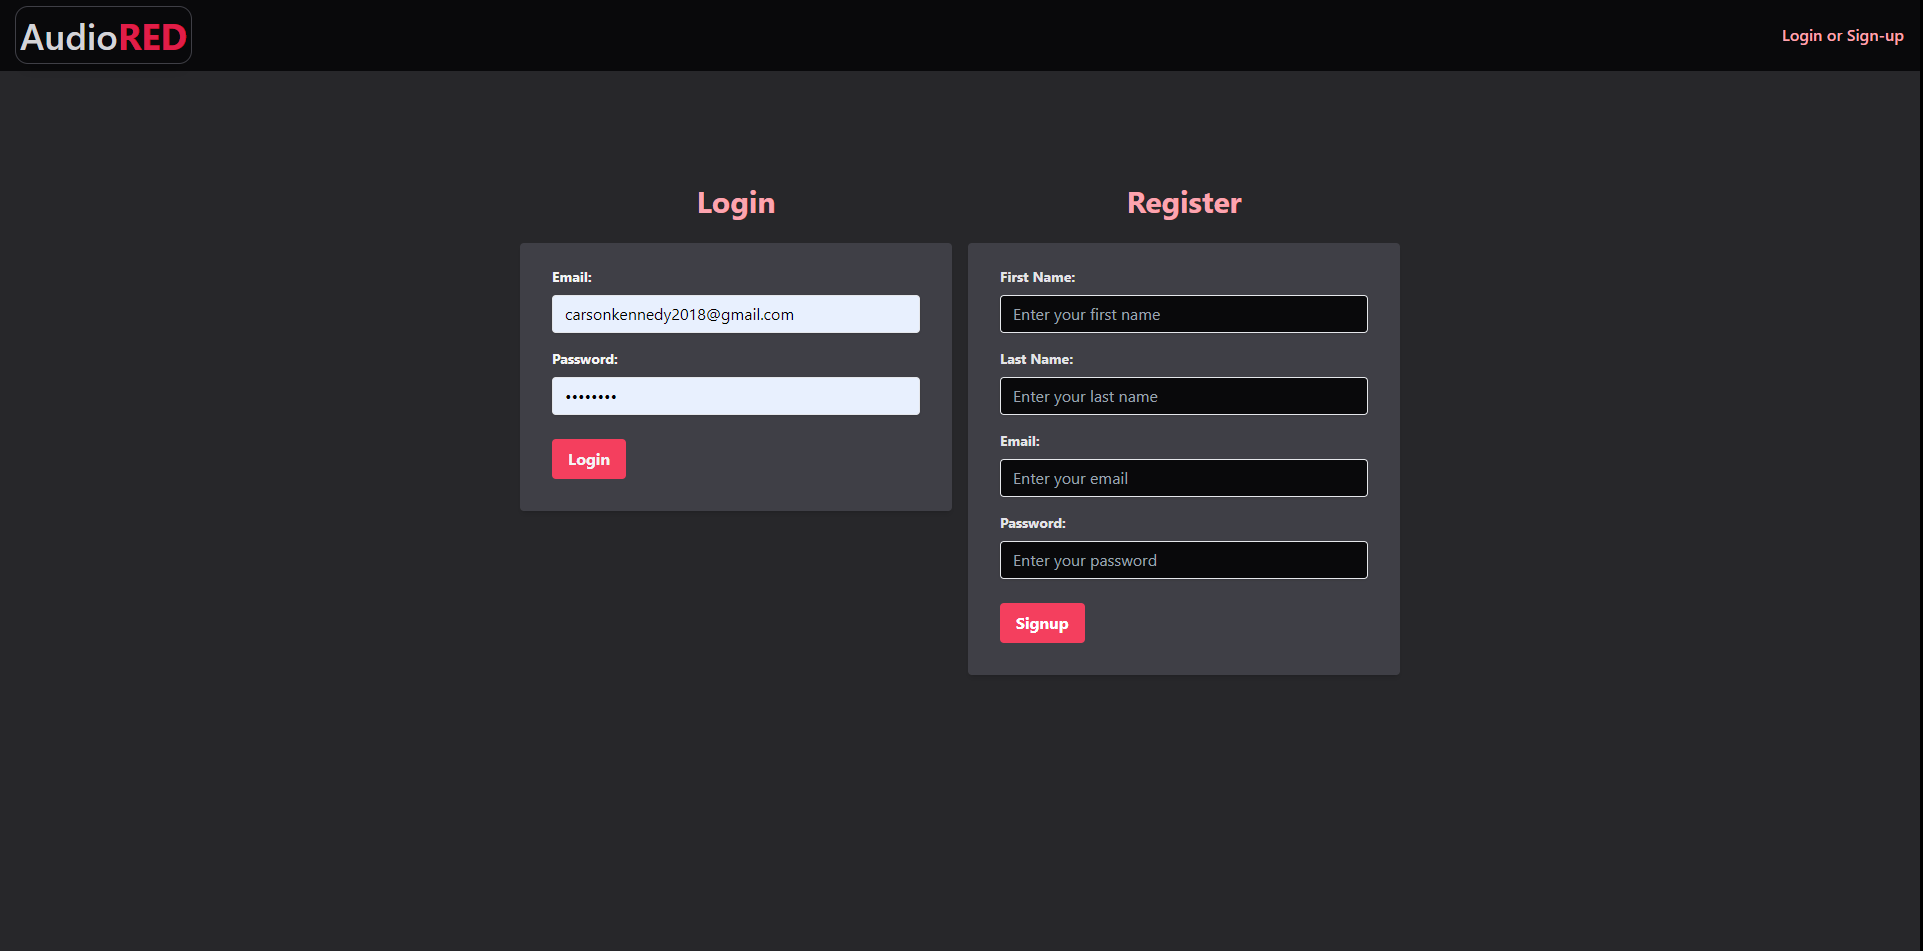 AudioRED
Login or Sign-up
Login
Email:
carsonkennedy2018@gmail.com
Password:
••••••••
Login
Register
First Name:
Enter your first name
Last Name:
Enter your last name
Email:
Enter your email
Password:
Enter your password
Signup